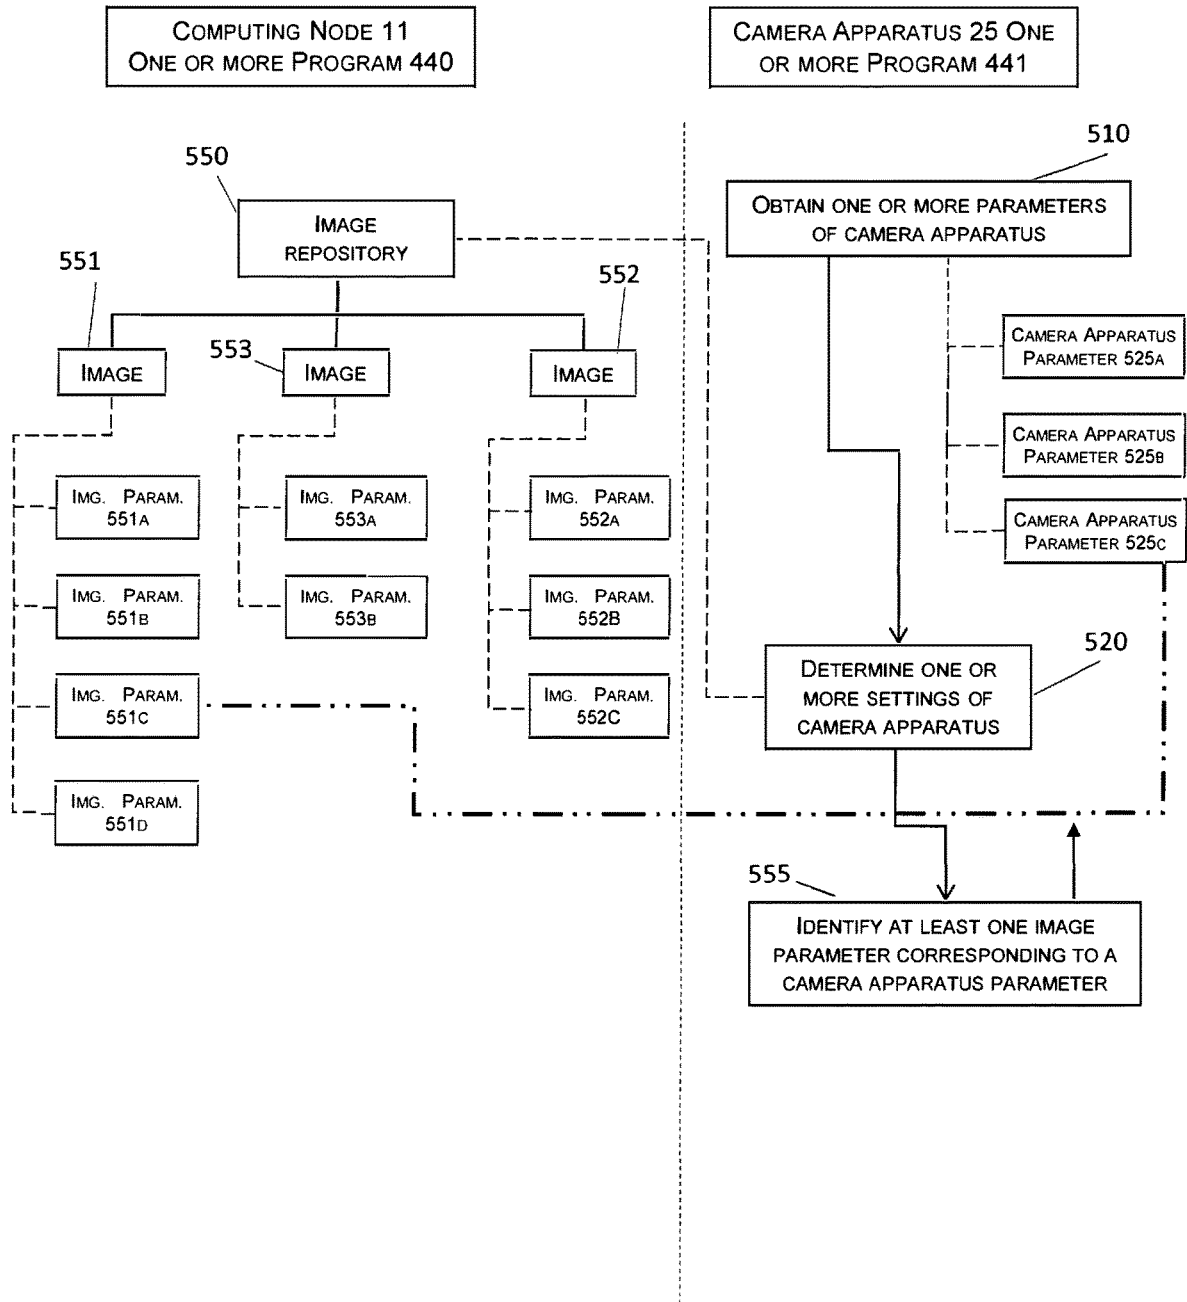 COMPUTING NODE 11
ONE OR MORE PROGRAM 440
CAMERA APPARATUS 25 ONE
OR MORE PROGRAM 441
550
IMAGE
REPOSITORY
551
IMAGE
553
IMAGE
552
IMAGE
IMG. PARAM.
551A
IMG. PARAM.
551B
IMG. PARAM.
551C
IMG. PARAM.
551D
IMG. PARAM.
553A
IMG. PARAM.
553B
IMG. PARAM.
552A
IMG. PARAM.
552B
IMG. PARAM.
552C
510
OBTAIN ONE OR MORE PARAMETERS
OF CAMERA APPARATUS
CAMERA APPARATUS
PARAMETER 525A
CAMERA APPARATUS
PARAMETER 525B
CAMERA APPARATUS
PARAMETER 525C
520
DETERMINE ONE OR
MORE SETTINGS OF
CAMERA APPARATUS
555
IDENTIFY AT LEAST ONE IMAGE
PARAMETER CORRESPONDING TO A
CAMERA APPARATUS PARAMETER